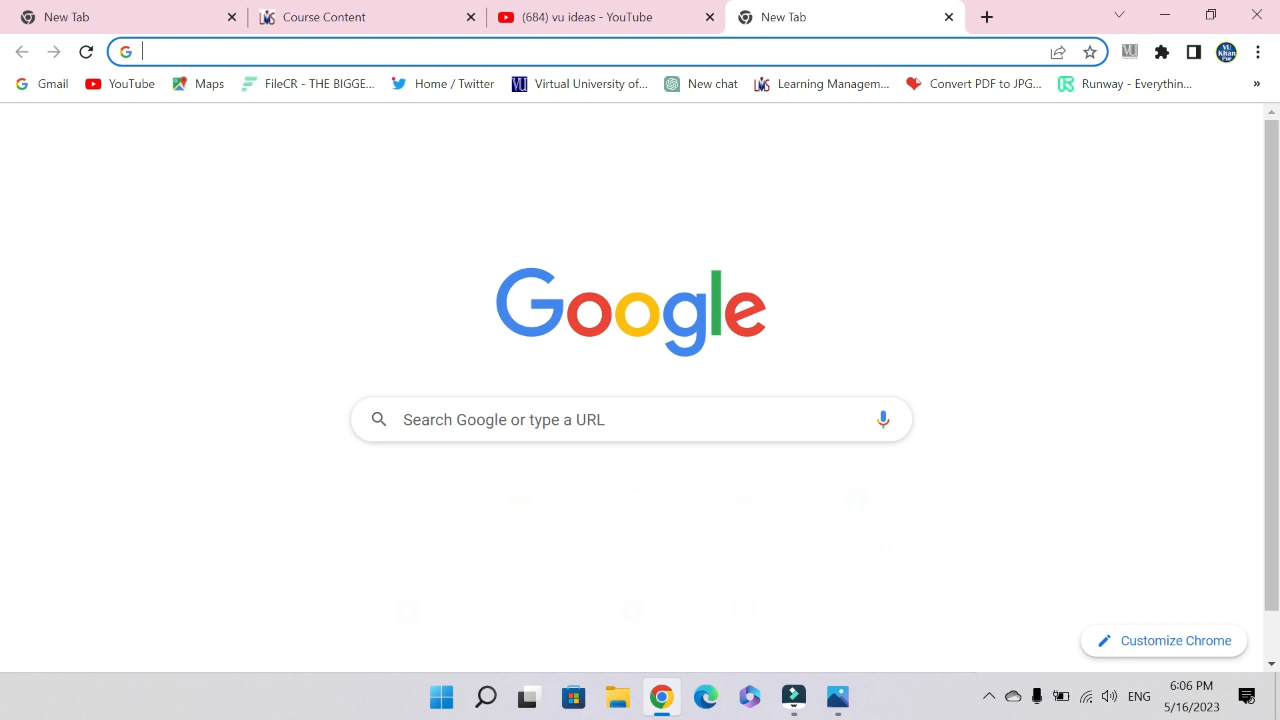 New Tab
Course Content
(684) vu ideas - YouTube
New Tab
Gmail
YouTube
Maps
FileCR - THE BIGGE...
Home / Twitter
Virtual University of...
New chat
Learning Managem...
Convert PDF to JPG...
Runway - Everythin...
»
Google
Search Google or type a URL
Customize Chrome
ENG
6:06 PM
5/16/2023